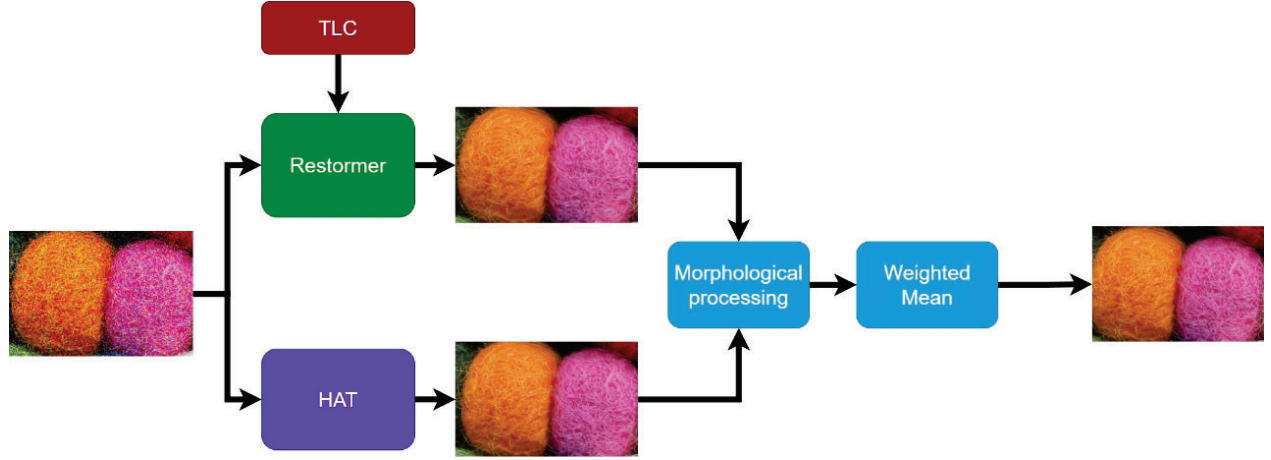 TLC
Restormer
Morphological
processing
Weighted
Mean
HAT